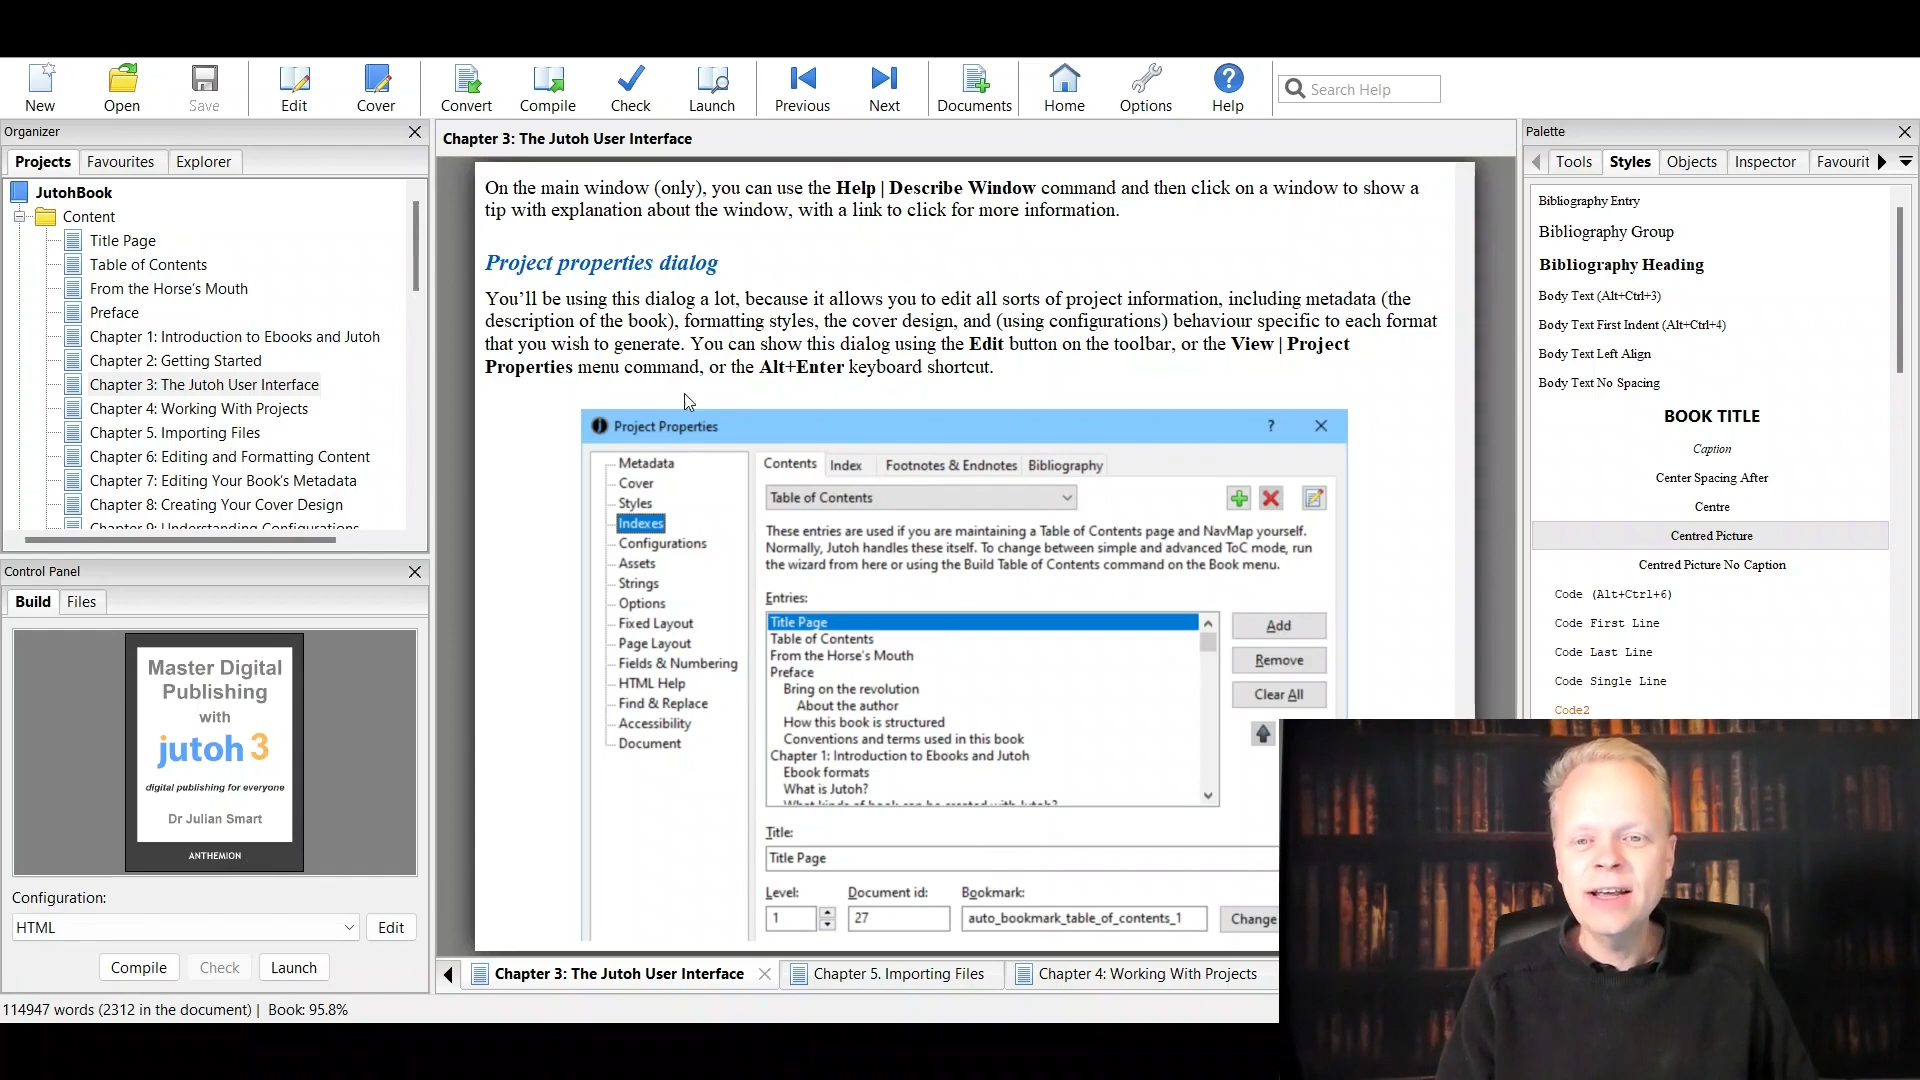 New
Open
Save
Edit
Cover
Convert
Compile
Check
Launch
Previous
Next
Documents
Home
Options
Help
Search Help
Organizer
Projects
Favourites
Explorer
JutohBook
Content
Title Page
Table of Contents
From the Horse's Mouth
Preface
Chapter 1: Introduction to Ebooks and Jutoh
Chapter 2: Getting Started
Chapter 3: The Jutoh User Interface
Chapter 4: Working With Projects
Chapter 5. Importing Files
Chapter 6: Editing and Formatting Content
Chapter 7: Editing Your Book's Metadata
Chapter 8: Creating Your Cover Design
Chapter 9: Understanding Configurations
Control Panel
Build
Files
Master Digital
Publishing
with
jutoh 3
digital publishing for everyone
Dr Julian Smart
ANTHEMION
Configuration:
HTML
Edit
Compile
Check
Launch
114947 words (2312 in the document) | Book: 95.8%
Chapter 3: The Jutoh User Interface
On the main window (only), you can use the Help | Describe Window command and then click on a window to show a
tip with explanation about the window, with a link to click for more information.
Project properties dialog
You'll be using this dialog a lot, because it allows you to edit all sorts of project information, including metadata (the
description of the book), formatting styles, the cover design, and (using configurations) behaviour specific to each format
that you wish to generate. You can show this dialog using the Edit button on the toolbar, or the View | Project
Properties menu command, or the Alt+Enter keyboard shortcut.
Project Properties
?
Metadata
Cover
Styles
Indexes
Configurations
Assets
Strings
Options
Fixed Layout
Page Layout
Fields & Numbering
HTML Help
Find & Replace
Accessibility
Document
Contents
Index
Footnotes & Endnotes
Bibliography
Table of Contents
These entries are used if you are maintaining a Table of Contents page and NavMap yourself.
Normally, Jutoh handles these itself. To change between simple and advanced ToC mode, run
the wizard from here or using the Build Table of Contents command on the Book menu.
Entries:
Title Page
Table of Contents
From the Horse's Mouth
Preface
Bring on the revolution
About the author
How this book is structured
Conventions and terms used in this book
Chapter 1: Introduction to Ebooks and Jutoh
Ebook formats
What is Jutoh?
What kinds of book can be created with Jutoh?
Add
Remove
Clear All
Title:
Title Page
Level:
Document id:
Bookmark:
1
27
auto_bookmark_table_of_contents_1
Change
Chapter 3: The Jutoh User Interface
Chapter 5. Importing Files
Chapter 4: Working With Projects
Palette
Tools
Styles
Objects
Inspector
Favourit
Bibliography Entry
Bibliography Group
Bibliography Heading
Body Text (Alt+Ctrl+3)
Body Text First Indent (Alt+Ctrl+4)
Body Text Left Align
Body Text No Spacing
BOOK TITLE
Caption
Center Spacing After
Centre
Centred Picture
Centred Picture No Caption
Code (Alt+Ctrl+6)
Code First Line
Code Last Line
Code Single Line
Code2